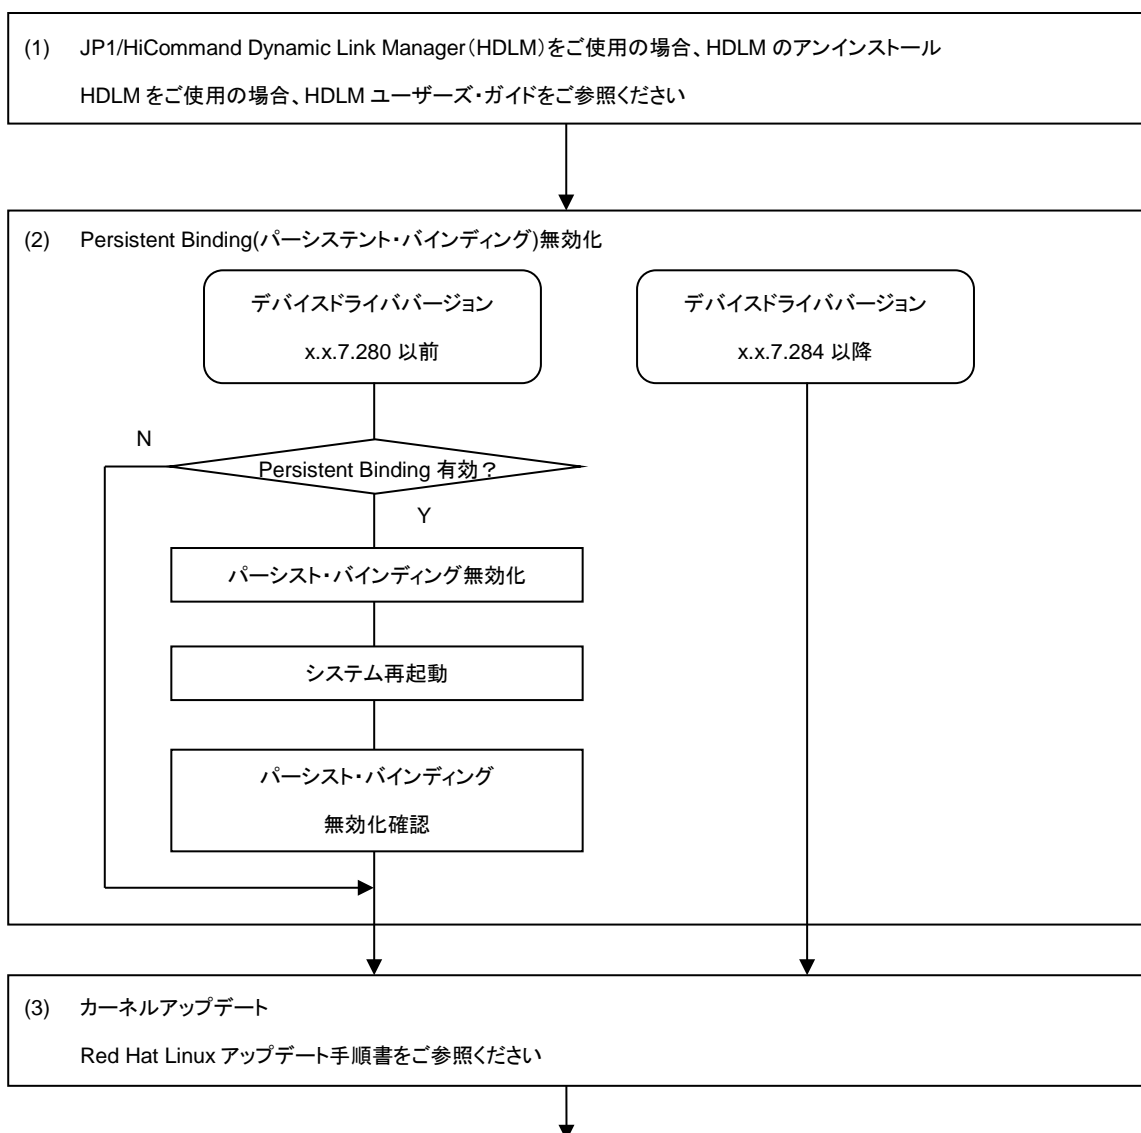 (1) JP1/HiCommand Dynamic Link Manager(HDLM)をご使用の場合、HDLM のアンインストール
HDLM をご使用の場合、HDLM ユーザーズ・ガイドをご参照ください
(2) Persistent Binding(パーシステント・バインディング)無効化
デバイスドライババージョン
x.x.7.280 以前
デバイスドライババージョン
x.x.7.284 以降
N
Persistent Binding 有効?
Y
パーシスト・バインディング無効化
システム再起動
パーシスト・バインディング
無効化確認
(3) カーネルアップデート
Red Hat Linux アップデート手順書をご参照ください